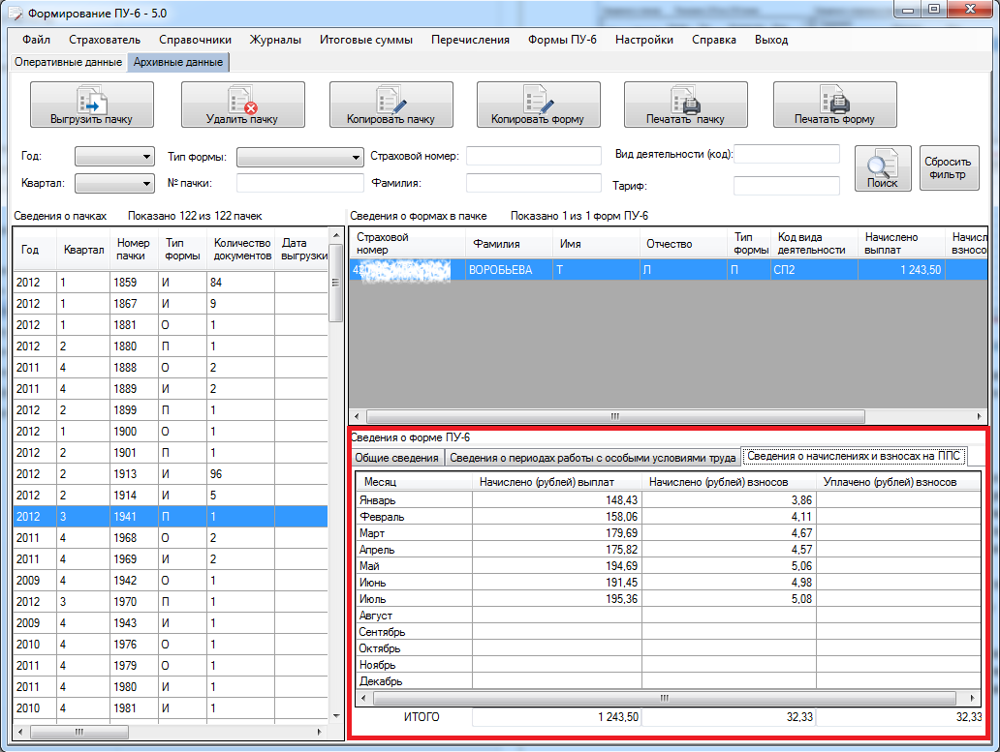 Формирование ПУ-6 - 5.0
Файл Страхователь Справочники Журналы Итоговые суммы Перечисления Формы ПУ-6 Настройки Справка Выход
Оперативные данные Архивные данные
Выгрузить пачку Удалить пачку Копировать пачку Копировать форму Печатать пачку Печатать форму
Год: Тип формы: Страховой номер: Вид деятельности (код):
Квартал: № пачки: Фамилия: Тариф:
Поиск
Сбросить
фильтр
Сведения о пачках Показано 122 из 122 пачек
Год Квартал Номер пачки Тип формы Количество документов Дата выгрузки
2012 1 1859 И 84
2012 1 1867 И 9
2012 1 1881 О 1
2012 2 1880 П 1
2011 4 1888 О 2
2011 4 1889 И 2
2012 2 1899 П 1
2012 1 1900 О 1
2012 2 1901 П 1
2012 2 1913 И 96
2012 2 1914 И 5
2012 3 1941 П 1
2011 4 1968 О 2
2011 4 1969 И 2
2009 4 1942 О 1
2012 3 1970 П 1
2009 4 1943 И 1
2010 4 1976 О 1
2011 4 1979 О 1
2011 4 1980 И 1
2010 4 1981 И 1
Сведения о формах в пачке Показано 1 из 1 форм ПУ-6
Страховой номер Фамилия Имя Отчество Тип формы Код вида деятельности Начислено выплат Начисл взносо
ВОРОБЬЕВА Т П П СП2 1 243,50
Сведения о форме ПУ-6
Общие сведения Сведения о периодах работы с особыми условиями труда Сведения о начислениях и взносах на ППС
Месяц Начислено (рублей) выплат Начислено (рублей) взносов Уплачено (рублей) взносов
Январь 148,43 3,86
Февраль 158,06 4,11
Март 179,69 4,67
Апрель 175,82 4,57
Май 194,69 5,06
Июнь 191,45 4,98
Июль 195,36 5,08
Август
Сентябрь
Октябрь
Ноябрь
Декабрь
ИТОГО 1 243,50 32,33 32,33